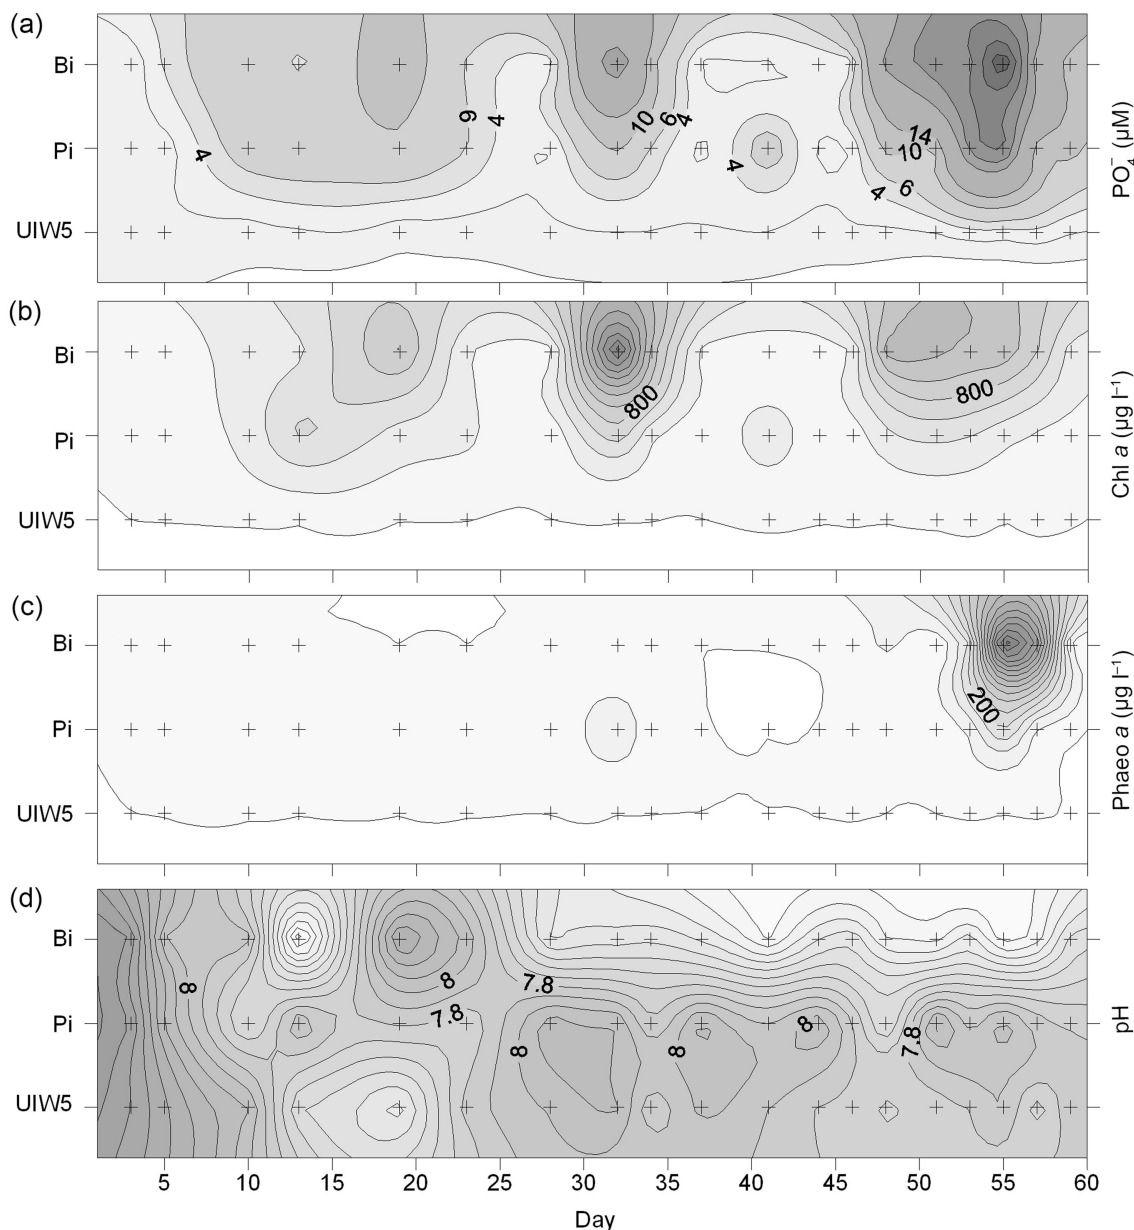 (a)
Bi
Pi
UIW5
4
6
4
10
6
4
4
14
10
6
4
PO4− (µM)
(b)
Bi
Pi
UIW5
800
800
Chl a (µg l−1)
(c)
Bi
Pi
UIW5
200
Phaeo a (µg l−1)
(d)
Bi
Pi
UIW5
8
8
7.8
7.8
8
8
8
7.8
pH
5 10 15 20 25 30 35 40 45 50 55 60
Day